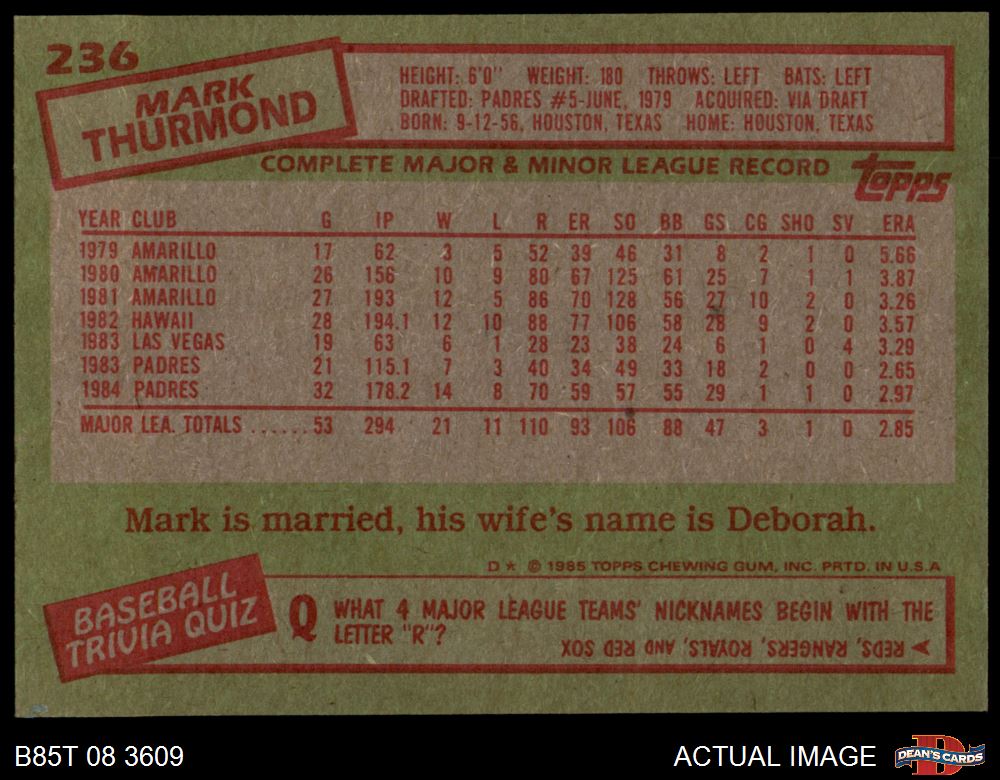 236
MARK
THURMOND
HEIGHT: 6'0" WEIGHT: 180 THROWS: LEFT BATS: LEFT
DRAFTED: PADRES #5-JUNE, 1979 ACQUIRED: VIA DRAFT
BORN: 9-12-56, HOUSTON, TEXAS HOME: HOUSTON, TEXAS
COMPLETE MAJOR & MINOR LEAGUE RECORD
topps
YEAR CLUB G IP W L R ER SO BB GS CG SHO SV ERA
1979 AMARILLO 17 62 3 5 52 39 46 31 8 2 1 0 5.66
1980 AMARILLO 26 156 10 9 80 67 125 61 25 7 1 1 3.87
1981 AMARILLO 27 193 12 5 86 70 128 56 27 10 2 0 3.26
1982 HAWAII 28 194.1 12 10 88 77 106 58 28 9 2 0 3.57
1983 LAS VEGAS 19 63 6 1 28 23 38 24 6 1 0 4 3.29
1983 PADRES 21 115.1 7 3 40 34 49 33 18 2 0 0 2.65
1984 PADRES 32 178.2 14 8 70 59 57 55 29 1 1 0 2.97
MAJOR LEA. TOTALS ...... 53 294 21 11 110 93 106 88 47 3 1 0 2.85
Mark is married, his wife's name is Deborah.
D* © 1985 TOPPS CHEWING GUM, INC. PRTD. IN U.S.A
BASEBALL
TRIVIA QUIZ
Q WHAT 4 MAJOR LEAGUE TEAMS' NICKNAMES BEGIN WITH THE
LETTER "R"?
REDS, RANGERS, ROYALS, AND RED SOX
B85T 08 3609
ACTUAL IMAGE
D
DEAN'S CARDS